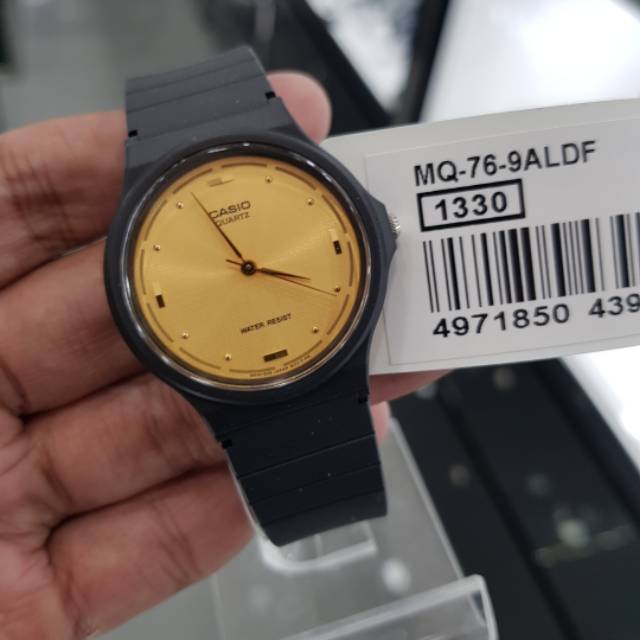 CASIO
QUARTZ
WATER RESIST
MQ-76-9ALDF
1330
4971850 439